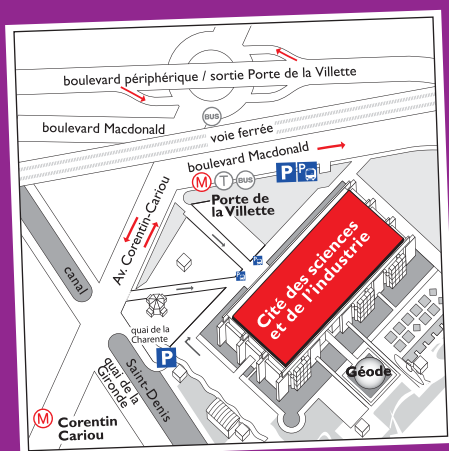 boulevard périphérique / sortie Porte de la Villette
BUS
boulevard Macdonald
voie ferrée
boulevard Macdonald
P P
M T BUS
Porte de
la Villette
Av. Corentin-Cariou
Cité des sciences
et de l'industrie
canal
quai de la
Charente
P
Géode
Saint-Denis
quai de la
Gironde
M Corentin
Cariou